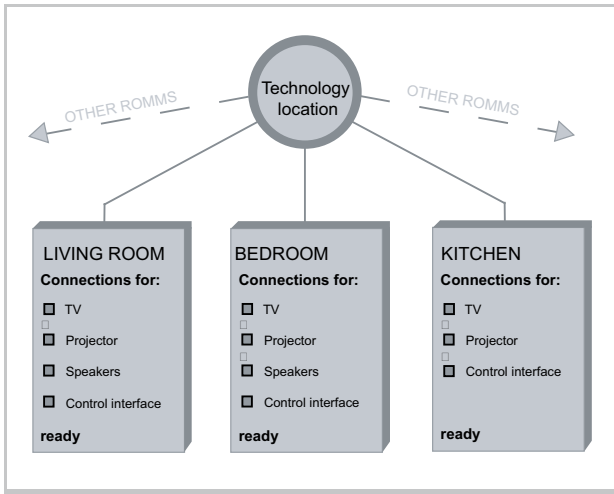 Technology
location
OTHER ROMMS
OTHER ROMMS
LIVING ROOM
Connections for:
TV
Projector
Speakers
Control interface
ready
BEDROOM
Connections for:
TV
Projector
Speakers
Control interface
ready
KITCHEN
Connections for:
TV
Projector
Control interface
ready